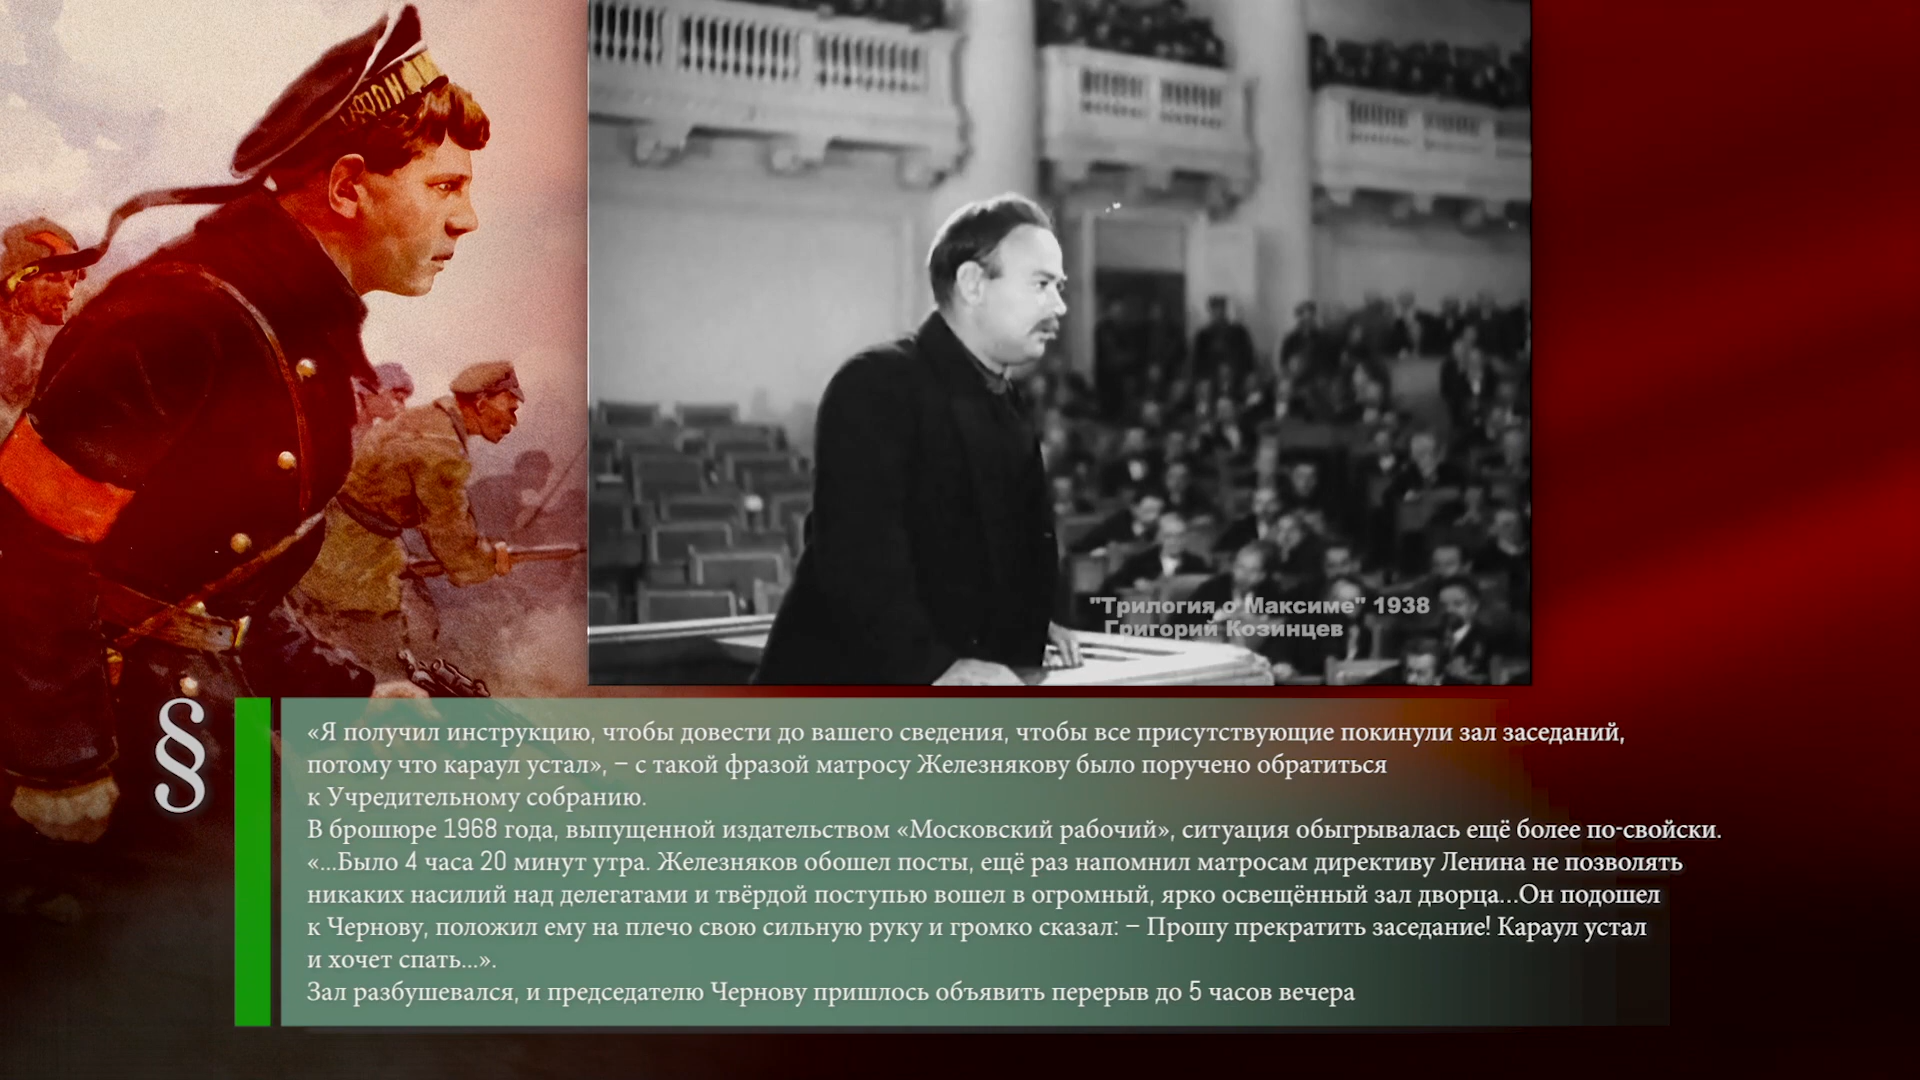 "Трилогия о Максиме" 1938
Григорий Козинцев
§
«Я получил инструкцию, чтобы довести до вашего сведения, чтобы все присутствующие покинули зал заседаний,
потому что караул устал», – с такой фразой матросу Железнякову было поручено обратиться
к Учредительному собранию.
В брошюре 1968 года, выпущенной издательством «Московский рабочий», ситуация обыгрывалась ещё более по-свойски.
«...Было 4 часа 20 минут утра. Железняков обошел посты, ещё раз напомнил матросам директиву Ленина не позволять
никаких насилий над делегатами и твёрдой поступью вошел в огромный, ярко освещённый зал дворца...Он подошел
к Чернову, положил ему на плечо свою сильную руку и громко сказал: – Прошу прекратить заседание! Караул устал
и хочет спать...».
Зал разбушевался, и председателю Чернову пришлось объявить перерыв до 5 часов вечера